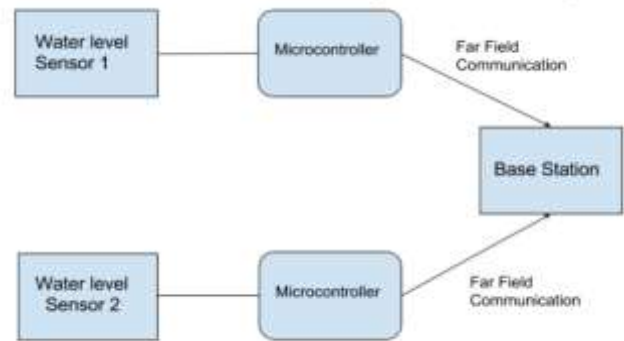 Water level
Sensor 1
Microcontroller
Far Field
Communication
Base Station
Water level
Sensor 2
Microcontroller
Far Field
Communication